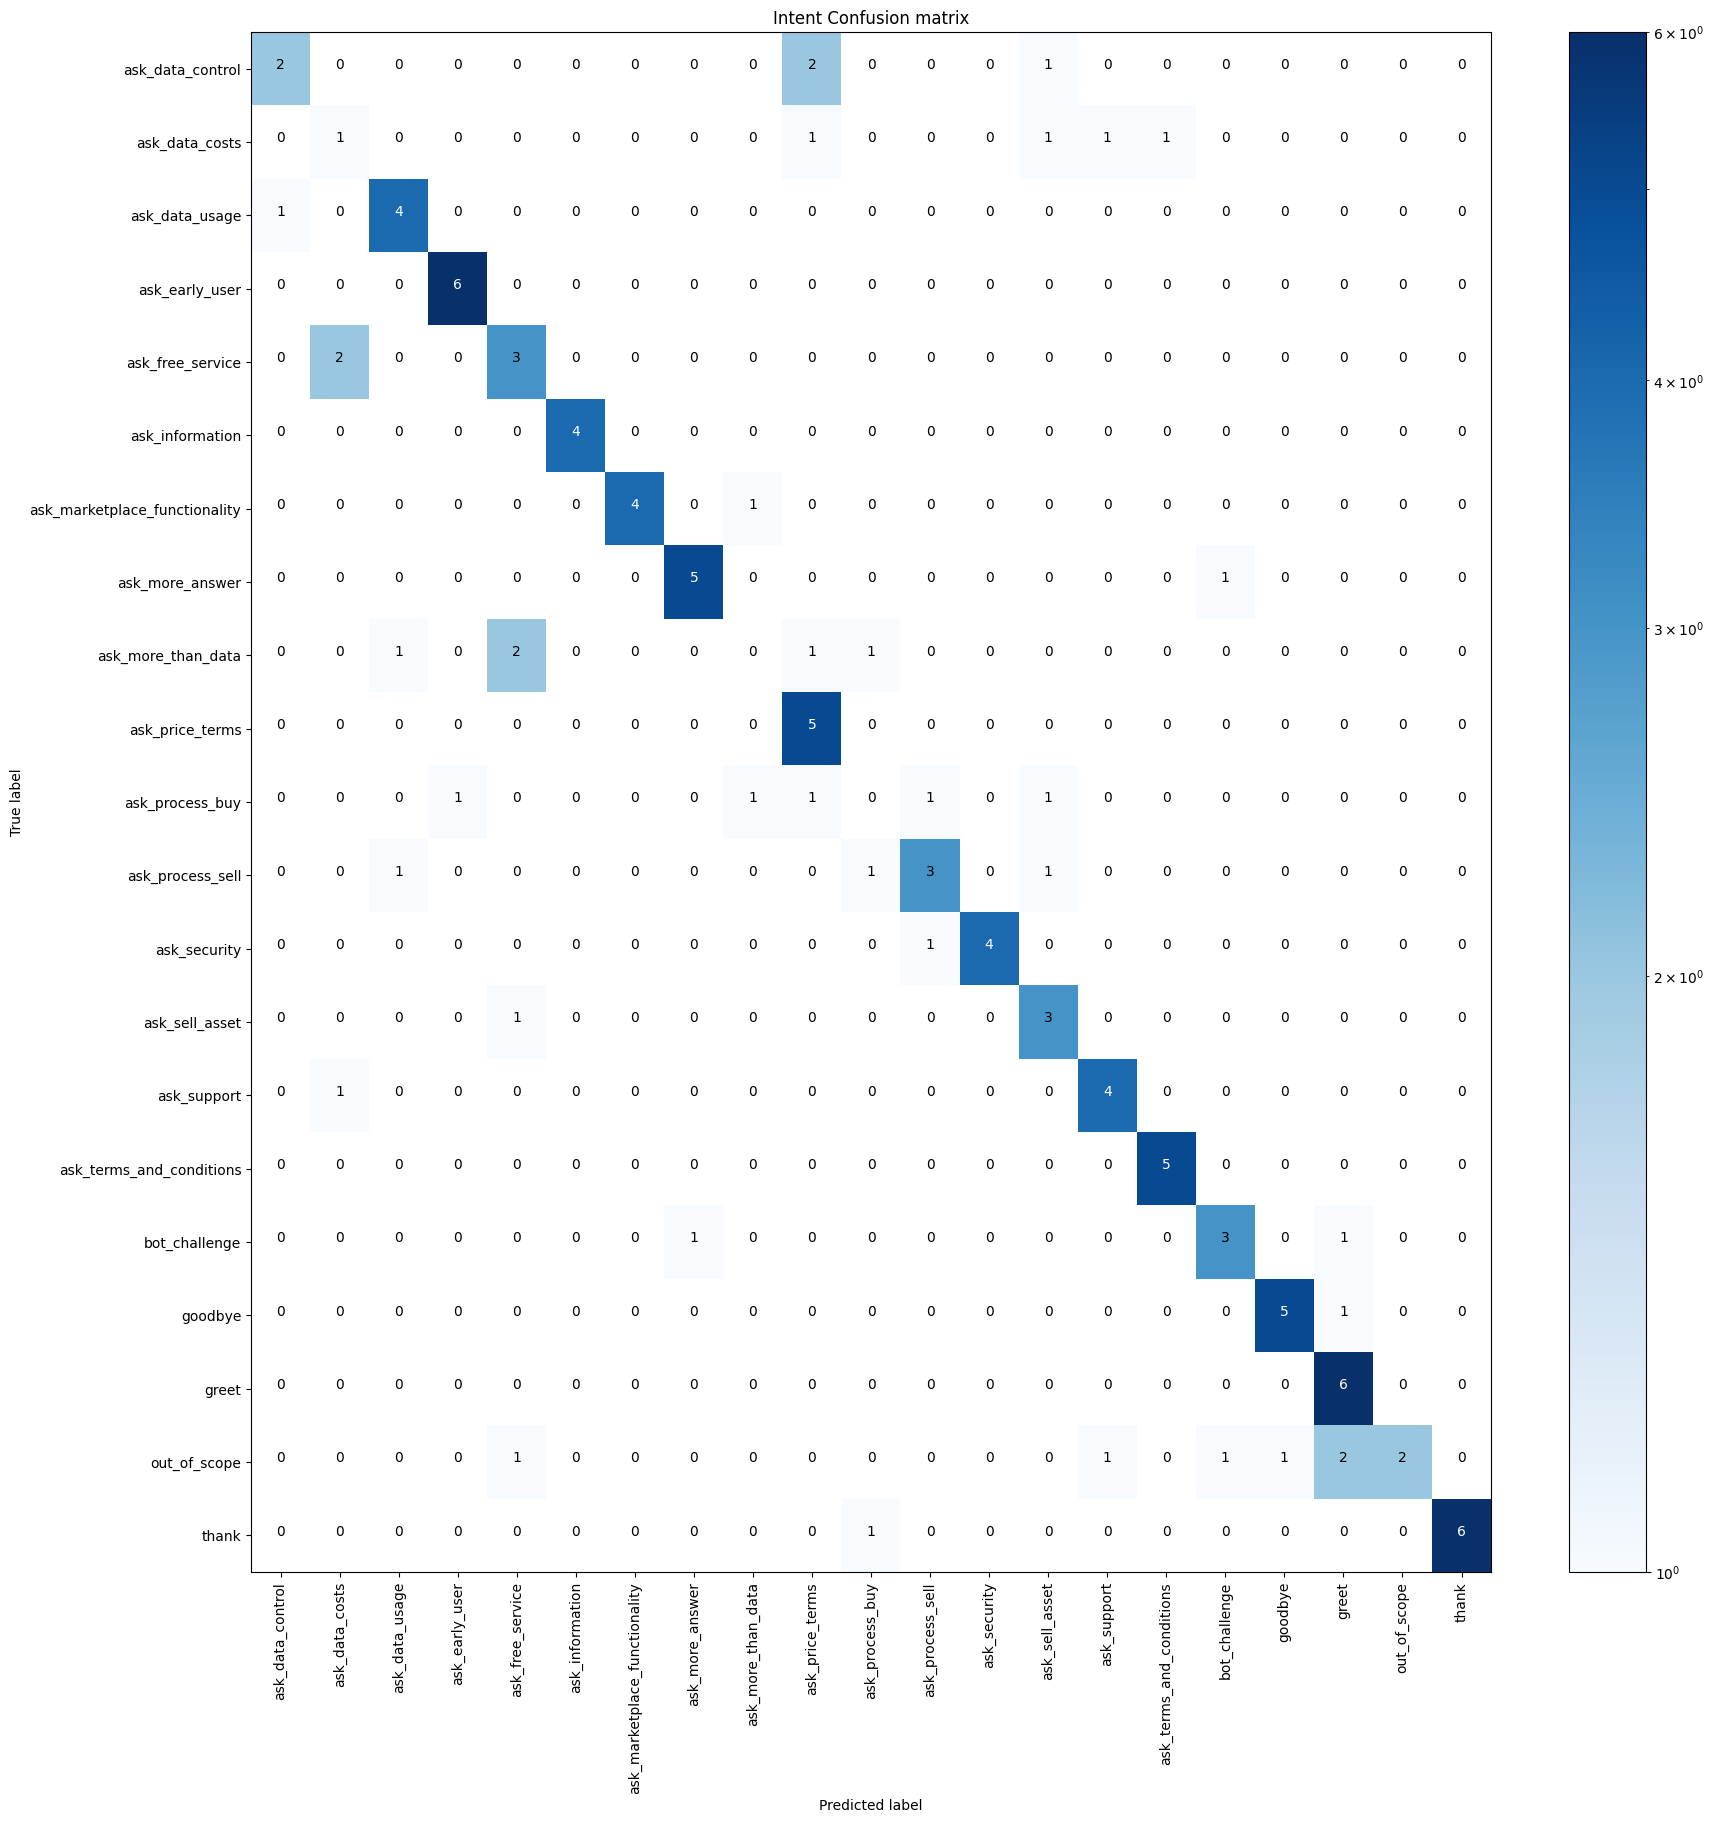 Intent Confusion matrix
ask_data_control 2 0 0 0 0 0 0 0 0 2 0 0 0 1 0 0 0 0 0 0 0
ask_data_costs 0 1 0 0 0 0 0 0 0 1 0 0 0 1 1 1 0 0 0 0 0
ask_data_usage 1 0 4 0 0 0 0 0 0 0 0 0 0 0 0 0 0 0 0 0 0
ask_early_user 0 0 0 6 0 0 0 0 0 0 0 0 0 0 0 0 0 0 0 0 0
ask_free_service 0 2 0 0 3 0 0 0 0 0 0 0 0 0 0 0 0 0 0 0 0
ask_information 0 0 0 0 0 4 0 0 0 0 0 0 0 0 0 0 0 0 0 0 0
ask_marketplace_functionality 0 0 0 0 0 0 4 0 1 0 0 0 0 0 0 0 0 0 0 0 0
ask_more_answer 0 0 0 0 0 0 0 5 0 0 0 0 0 0 0 0 1 0 0 0 0
ask_more_than_data 0 0 1 0 2 0 0 0 0 1 1 0 0 0 0 0 0 0 0 0 0
ask_price_terms 0 0 0 0 0 0 0 0 0 5 0 0 0 0 0 0 0 0 0 0 0
ask_process_buy 0 0 0 1 0 0 0 0 1 1 0 1 0 1 0 0 0 0 0 0 0
ask_process_sell 0 0 1 0 0 0 0 0 0 0 1 3 0 1 0 0 0 0 0 0 0
ask_security 0 0 0 0 0 0 0 0 0 0 0 1 4 0 0 0 0 0 0 0 0
ask_sell_asset 0 0 0 0 1 0 0 0 0 0 0 0 0 3 0 0 0 0 0 0 0
ask_support 0 1 0 0 0 0 0 0 0 0 0 0 0 0 4 0 0 0 0 0 0
ask_terms_and_conditions 0 0 0 0 0 0 0 0 0 0 0 0 0 0 0 5 0 0 0 0 0
bot_challenge 0 0 0 0 0 0 0 1 0 0 0 0 0 0 0 0 3 0 1 0 0
goodbye 0 0 0 0 0 0 0 0 0 0 0 0 0 0 0 0 0 5 1 0 0
greet 0 0 0 0 0 0 0 0 0 0 0 0 0 0 0 0 0 0 6 0 0
out_of_scope 0 0 0 0 1 0 0 0 0 0 0 0 0 0 1 0 1 1 2 2 0
thank 0 0 0 0 0 0 0 0 0 0 1 0 0 0 0 0 0 0 0 0 6
True label
ask_data_control
ask_data_costs
ask_data_usage
ask_early_user
ask_free_service
ask_information
ask_marketplace_functionality
ask_more_answer
ask_more_than_data
ask_price_terms
ask_process_buy
ask_process_sell
ask_security
ask_sell_asset
ask_support
ask_terms_and_conditions
bot_challenge
goodbye
greet
out_of_scope
thank
Predicted label
6 × 10⁰
4 × 10⁰
3 × 10⁰
2 × 10⁰
10⁰